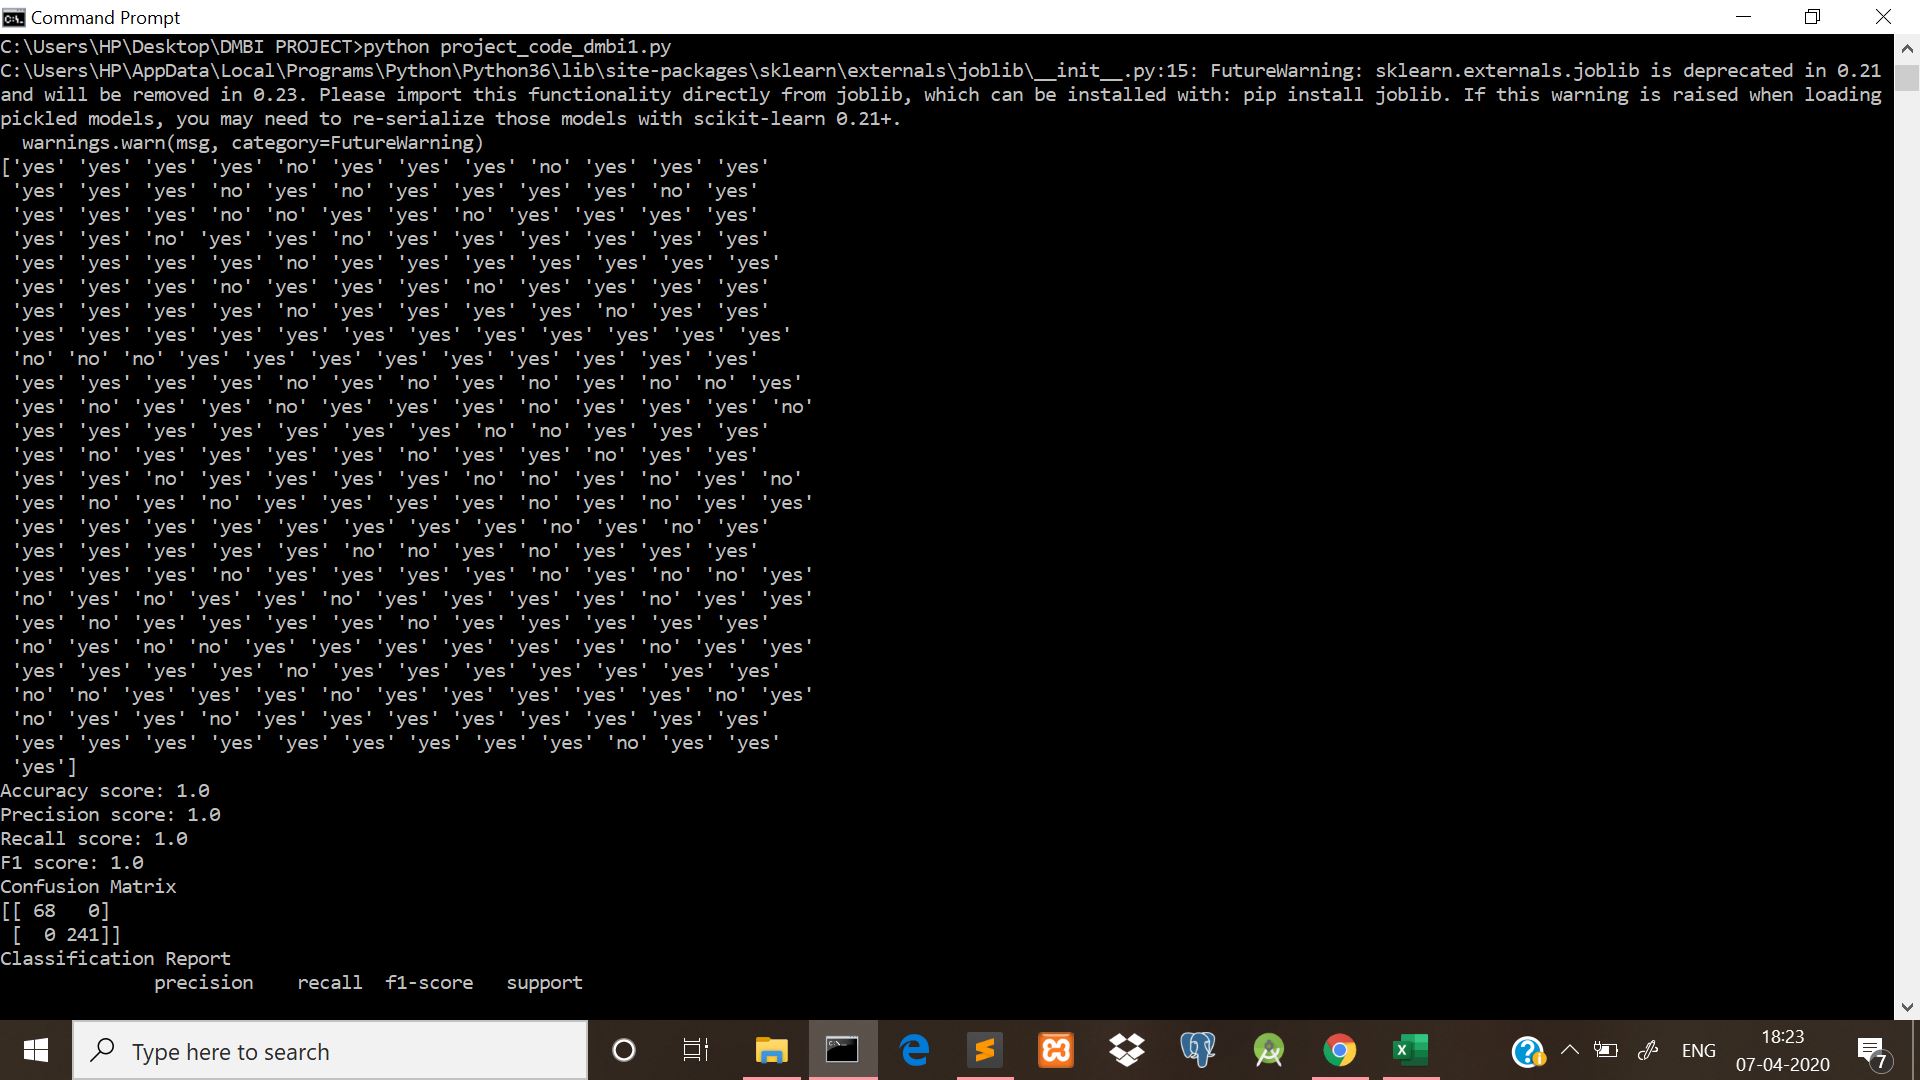 Command Prompt
C:\Users\HP\Desktop\DMBI PROJECT>python project_code_dmbi1.py
C:\Users\HP\AppData\Local\Programs\Python\Python36\lib\site-packages\sklearn\externals\joblib\__init__.py:15: FutureWarning: sklearn.externals.joblib is deprecated in 0.21
and will be removed in 0.23. Please import this functionality directly from joblib, which can be installed with: pip install joblib. If this warning is raised when loading
pickled models, you may need to re-serialize those models with scikit-learn 0.21+.
  warnings.warn(msg, category=FutureWarning)
['yes' 'yes' 'yes' 'yes' 'no' 'yes' 'yes' 'yes' 'no' 'yes' 'yes' 'yes'
 'yes' 'yes' 'yes' 'no' 'yes' 'no' 'yes' 'yes' 'yes' 'yes' 'no' 'yes'
 'yes' 'yes' 'yes' 'no' 'no' 'yes' 'yes' 'no' 'yes' 'yes' 'yes' 'yes'
 'yes' 'yes' 'no' 'yes' 'yes' 'no' 'yes' 'yes' 'yes' 'yes' 'yes' 'yes'
 'yes' 'yes' 'yes' 'yes' 'no' 'yes' 'yes' 'yes' 'yes' 'yes' 'yes' 'yes'
 'yes' 'yes' 'yes' 'no' 'yes' 'yes' 'yes' 'no' 'yes' 'yes' 'yes' 'yes'
 'yes' 'yes' 'yes' 'yes' 'no' 'yes' 'yes' 'yes' 'yes' 'no' 'yes' 'yes'
 'yes' 'yes' 'yes' 'yes' 'yes' 'yes' 'yes' 'yes' 'yes' 'yes' 'yes' 'yes'
 'no' 'no' 'no' 'yes' 'yes' 'yes' 'yes' 'yes' 'yes' 'yes' 'yes' 'yes'
 'yes' 'yes' 'yes' 'yes' 'no' 'yes' 'no' 'yes' 'no' 'yes' 'no' 'no' 'yes'
 'yes' 'no' 'yes' 'yes' 'no' 'yes' 'yes' 'yes' 'no' 'yes' 'yes' 'yes' 'no'
 'yes' 'yes' 'yes' 'yes' 'yes' 'yes' 'yes' 'no' 'no' 'yes' 'yes' 'yes'
 'yes' 'no' 'yes' 'yes' 'yes' 'yes' 'no' 'yes' 'yes' 'no' 'yes' 'yes'
 'yes' 'yes' 'no' 'yes' 'yes' 'yes' 'yes' 'no' 'no' 'yes' 'no' 'yes' 'no'
 'yes' 'no' 'yes' 'no' 'yes' 'yes' 'yes' 'yes' 'no' 'yes' 'no' 'yes' 'yes'
 'yes' 'yes' 'yes' 'yes' 'yes' 'yes' 'yes' 'yes' 'no' 'yes' 'no' 'yes'
 'yes' 'yes' 'yes' 'yes' 'yes' 'no' 'no' 'yes' 'no' 'yes' 'yes' 'yes'
 'yes' 'yes' 'yes' 'no' 'yes' 'yes' 'yes' 'yes' 'no' 'yes' 'no' 'no' 'yes'
 'no' 'yes' 'no' 'yes' 'yes' 'no' 'yes' 'yes' 'yes' 'yes' 'no' 'yes' 'yes'
 'yes' 'no' 'yes' 'yes' 'yes' 'yes' 'no' 'yes' 'yes' 'yes' 'yes' 'yes'
 'no' 'yes' 'no' 'no' 'yes' 'yes' 'yes' 'yes' 'yes' 'yes' 'no' 'yes' 'yes'
 'yes' 'yes' 'yes' 'yes' 'no' 'yes' 'yes' 'yes' 'yes' 'yes' 'yes' 'yes'
 'no' 'no' 'yes' 'yes' 'yes' 'no' 'yes' 'yes' 'yes' 'yes' 'yes' 'no' 'yes'
 'no' 'yes' 'yes' 'no' 'yes' 'yes' 'yes' 'yes' 'yes' 'yes' 'yes' 'yes'
 'yes' 'yes' 'yes' 'yes' 'yes' 'yes' 'yes' 'yes' 'yes' 'no' 'yes' 'yes'
 'yes']
Accuracy score: 1.0
Precision score: 1.0
Recall score: 1.0
F1 score: 1.0
Confusion Matrix
[[ 68   0]
 [  0 241]]
Classification Report
              precision    recall  f1-score   support
Type here to search
ENG
18:23
07-04-2020
7